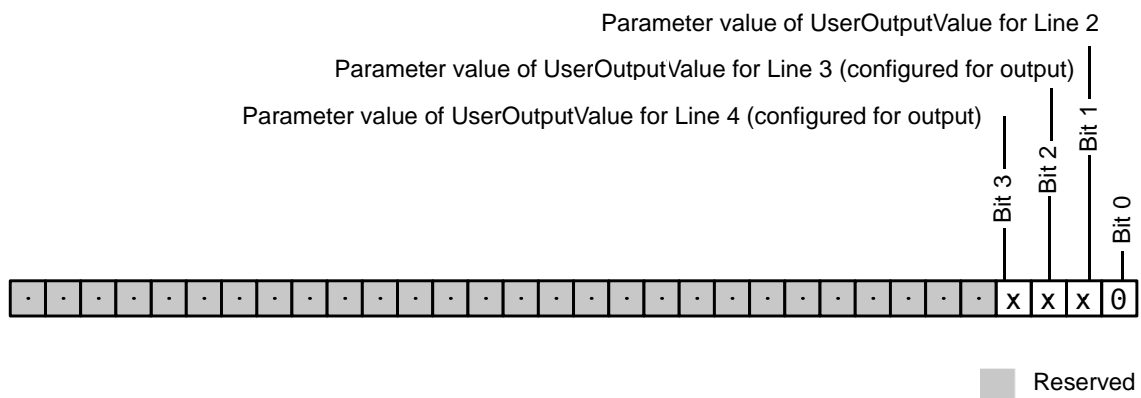 Parameter value of UserOutputValue for Line 2
Parameter value of UserOutputValue for Line 3 (configured for output)
Parameter value of UserOutputValue for Line 4 (configured for output)
Bit 3
Bit 2
Bit 1
Bit 0
· · · · · · · · · · · · · · · · · · · · · · · · · · · · x x x 0
Reserved